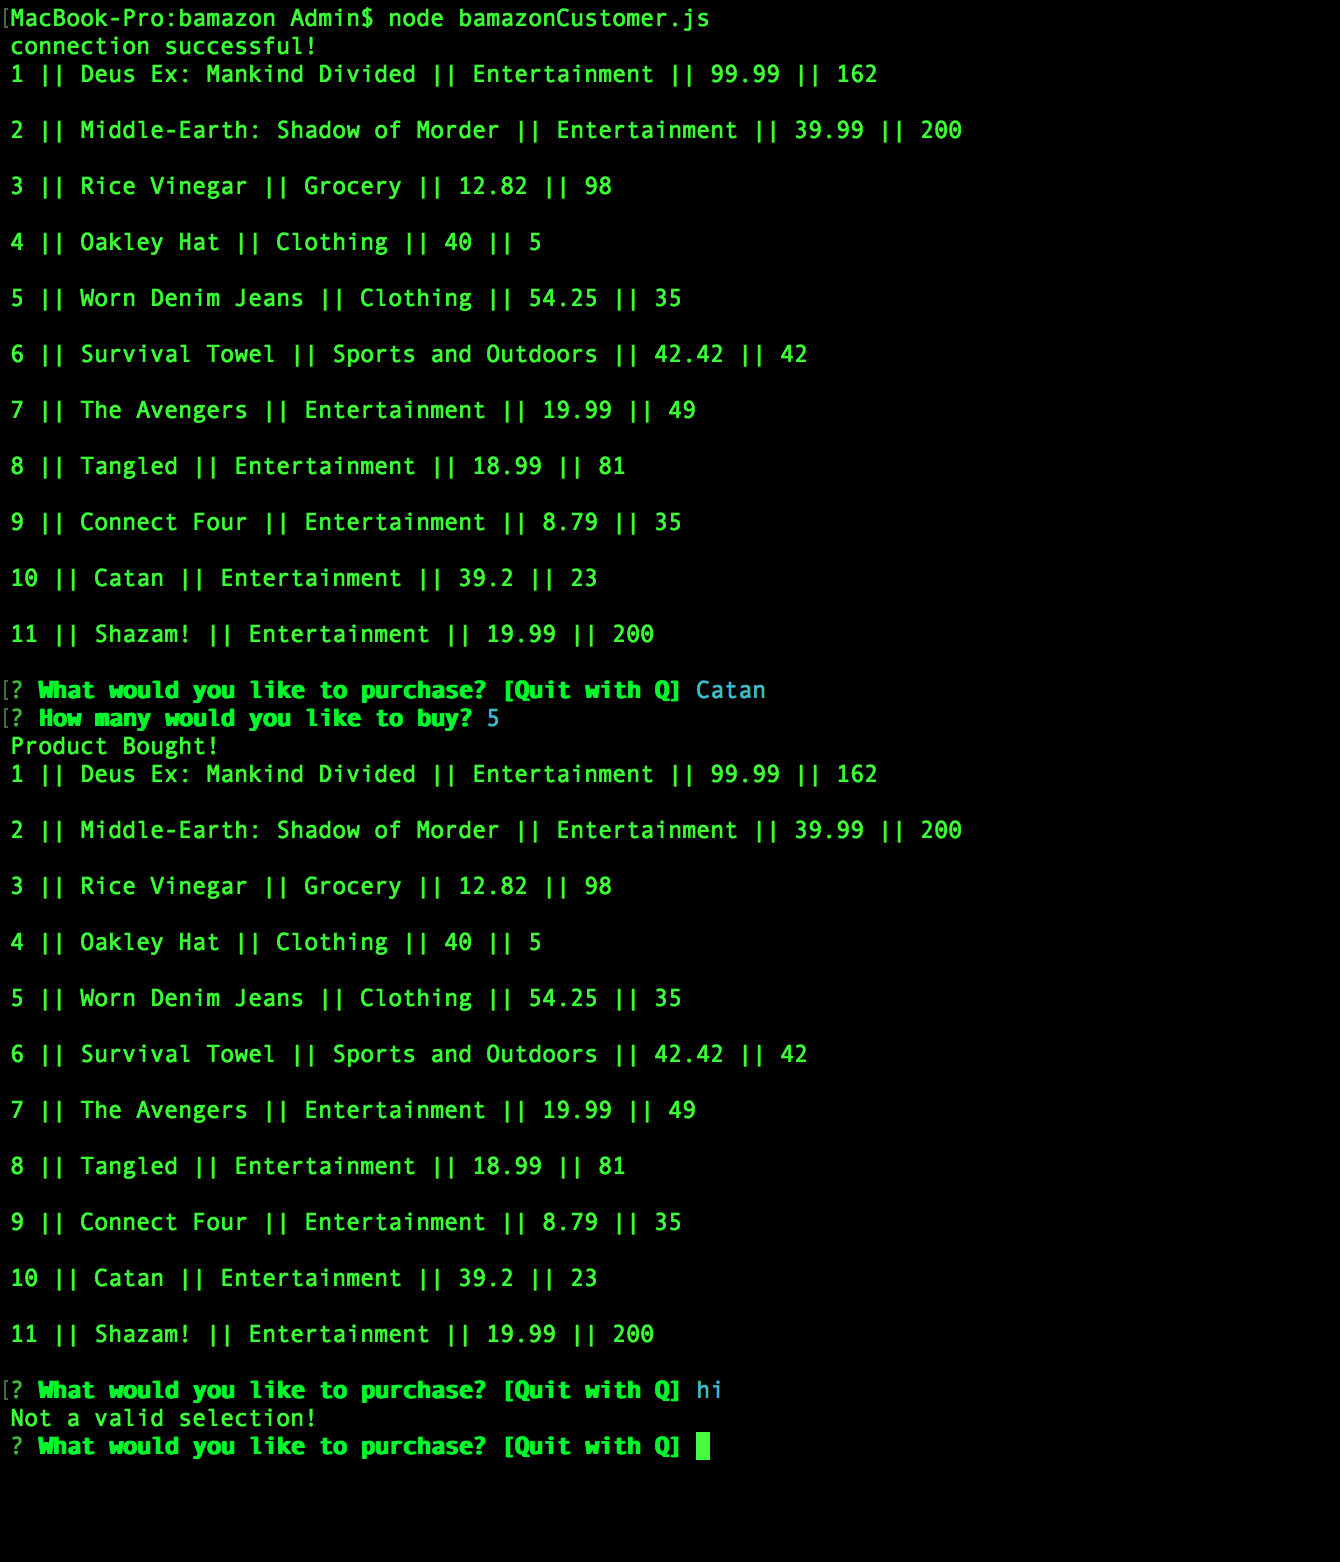 [MacBook-Pro:bamazon Admin$ node bamazonCustomer.js
connection successful!
1 || Deus Ex: Mankind Divided || Entertainment || 99.99 || 162
2 || Middle-Earth: Shadow of Morder || Entertainment || 39.99 || 200
3 || Rice Vinegar || Grocery || 12.82 || 98
4 || Oakley Hat || Clothing || 40 || 5
5 || Worn Denim Jeans || Clothing || 54.25 || 35
6 || Survival Towel || Sports and Outdoors || 42.42 || 42
7 || The Avengers || Entertainment || 19.99 || 49
8 || Tangled || Entertainment || 18.99 || 81
9 || Connect Four || Entertainment || 8.79 || 35
10 || Catan || Entertainment || 39.2 || 23
11 || Shazam! || Entertainment || 19.99 || 200
[? What would you like to purchase? [Quit with Q] Catan
[? How many would you like to buy? 5
Product Bought!
1 || Deus Ex: Mankind Divided || Entertainment || 99.99 || 162
2 || Middle-Earth: Shadow of Morder || Entertainment || 39.99 || 200
3 || Rice Vinegar || Grocery || 12.82 || 98
4 || Oakley Hat || Clothing || 40 || 5
5 || Worn Denim Jeans || Clothing || 54.25 || 35
6 || Survival Towel || Sports and Outdoors || 42.42 || 42
7 || The Avengers || Entertainment || 19.99 || 49
8 || Tangled || Entertainment || 18.99 || 81
9 || Connect Four || Entertainment || 8.79 || 35
10 || Catan || Entertainment || 39.2 || 23
11 || Shazam! || Entertainment || 19.99 || 200
[? What would you like to purchase? [Quit with Q] hi
Not a valid selection!
? What would you like to purchase? [Quit with Q]